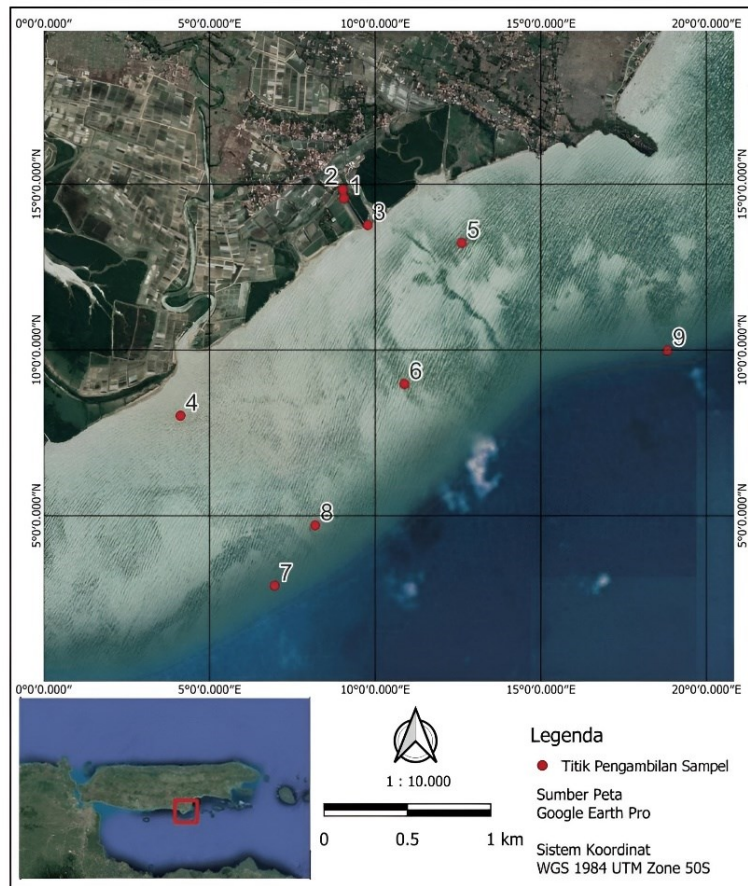 0°0'0.000"E 5°0'0.000"E 10°0'0.000"E 15°0'0.000"E 20°0'0.000"E
15°0'0.000"N 15°0'0.000"N
2 1
3
5
10°0'0.000"N 10°0'0.000"N
9
6
4
5°0'0.000"N 5°0'0.000"N
8
7
0°0'0.000"E 5°0'0.000"E 10°0'0.000"E 15°0'0.000"E 20°0'0.000"E
1 : 10.000
0 0.5 1 km
Legenda
Titik Pengambilan Sampel
Sumber Peta
Google Earth Pro
Sistem Koordinat
WGS 1984 UTM Zone 50S